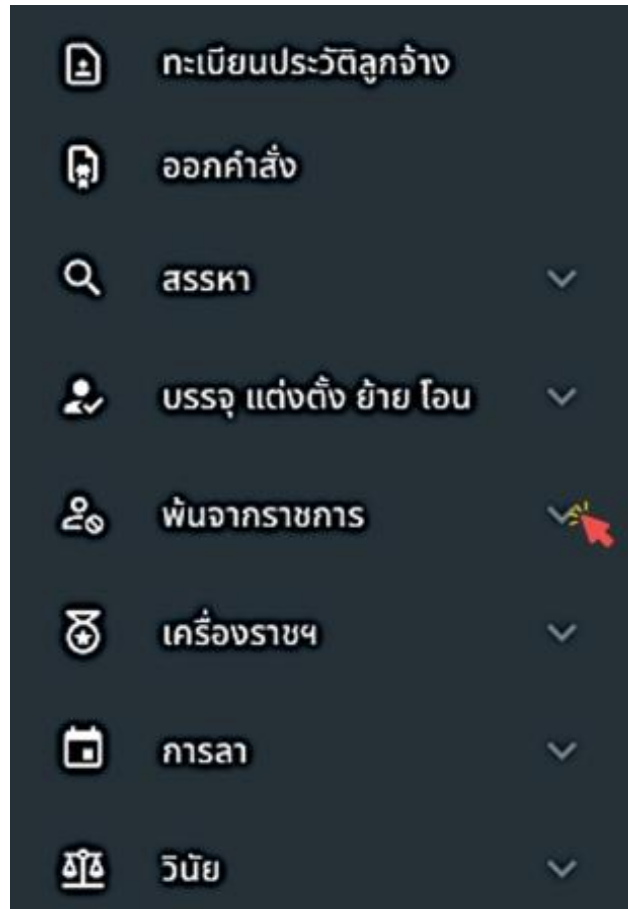 ทะเบียนประวัติลูกจ้าง
ออกคำสั่ง
สรรหา
บรรจุ แต่งตั้ง ย้าย โอน
พ้นจากราชการ
เครื่องราชฯ
การลา
วินัย